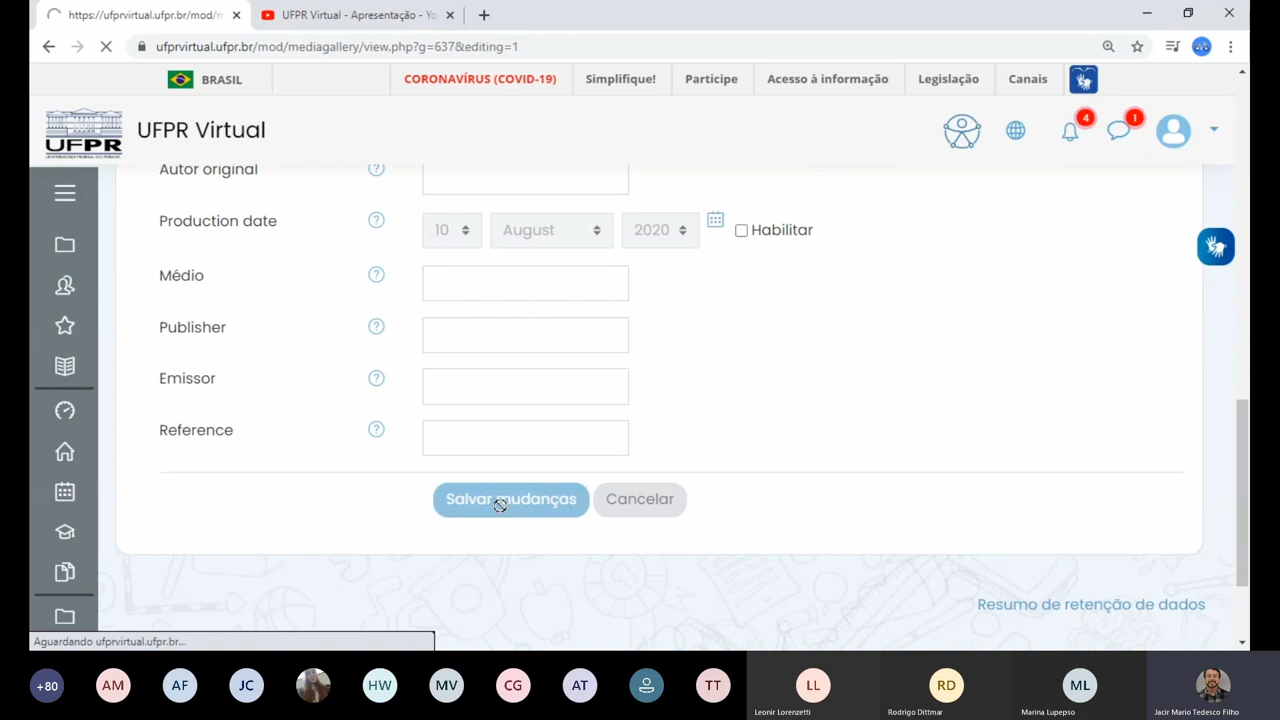 https://ufprvirtual.ufpr.br/mod/m
UFPR Virtual - Apresentação - Yo
ufprvirtual.ufpr.br/mod/mediagallery/view.php?g=637&editing=1
BRASIL
CORONAVÍRUS (COVID-19)
Simplifique!
Participe
Acesso à informação
Legislação
Canais
UFPR
UFPR Virtual
4
1
Autor original
Production date
10
August
2020
Habilitar
Médio
Publisher
Emissor
Reference
Salvar mudanças
Cancelar
Resumo de retenção de dados
Aguardando ufprvirtual.ufpr.br...
+80
AM
AF
JC
HW
MV
CG
AT
TT
LL
RD
ML
Leonir Lorenzetti
Rodrigo Dittmar
Marina Lupepso
Jacir Mario Tedesco Filho